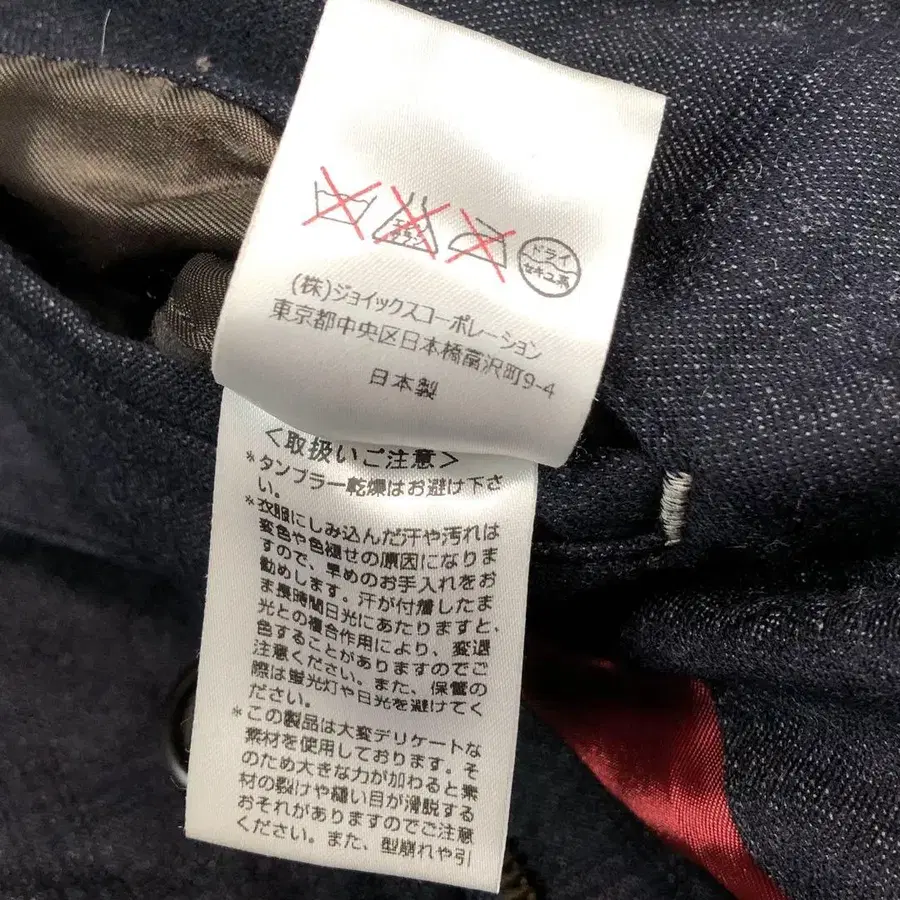 エンソ
サラシ
ドライ
セキユ系
(株)ジョイックスコーポレーション
東京都中央区日本橋富沢町9-4
日本製
<取扱いご注意>
*タンブラー乾燥はお避け下さ
い。
*衣服にしみ込んだ汗や汚れは
変色や色褪せの原因になりま
すので、早めのお手入れをお
勧めします。汗が付着したま
ま長時間日光にあたりますと、
光との複合作用により、変退
色することがありますのでご
注意ください。また、保管の
際は蛍光灯や日光を避けてく
ださい。
*この製品は大変デリケートな
素材を使用しております。そ
のため大きな力が加わると素
材の裂けや縫い目が滑脱する
おそれがありますのでご注意
ください。また、型崩れや引